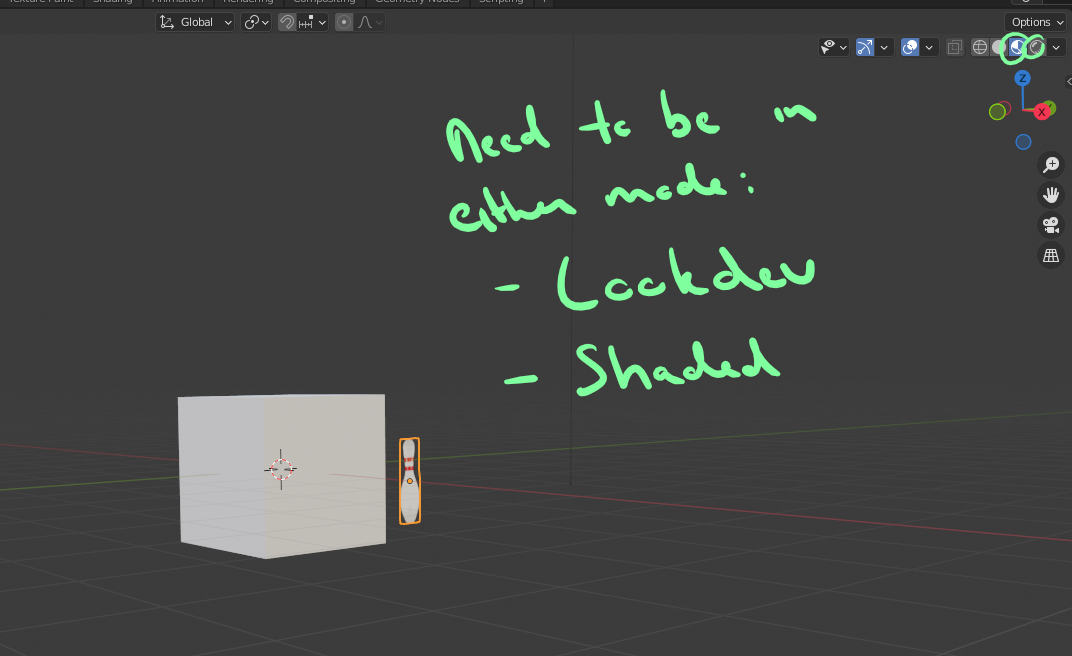 Texture Paint Shading Animation Rendering Compositing Geometry Nodes Scripting +
Global
Options
Need to be in
either mode:
- Lookdev
- Shaded
Z
X